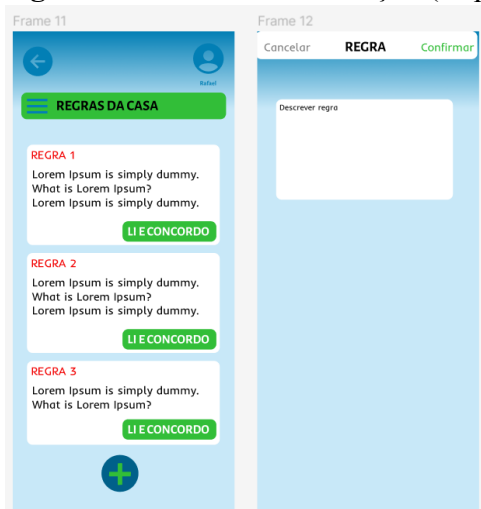 Frame 11
Rafael
REGRAS DA CASA
REGRA 1
Lorem Ipsum is simply dummy.
What is Lorem Ipsum?
Lorem Ipsum is simply dummy.
LI E CONCORDO
REGRA 2
Lorem Ipsum is simply dummy.
What is Lorem Ipsum?
Lorem Ipsum is simply dummy.
LI E CONCORDO
REGRA 3
Lorem Ipsum is simply dummy.
What is Lorem Ipsum?
LI E CONCORDO
Frame 12
Cancelar REGRA Confirmar
Descrever regra